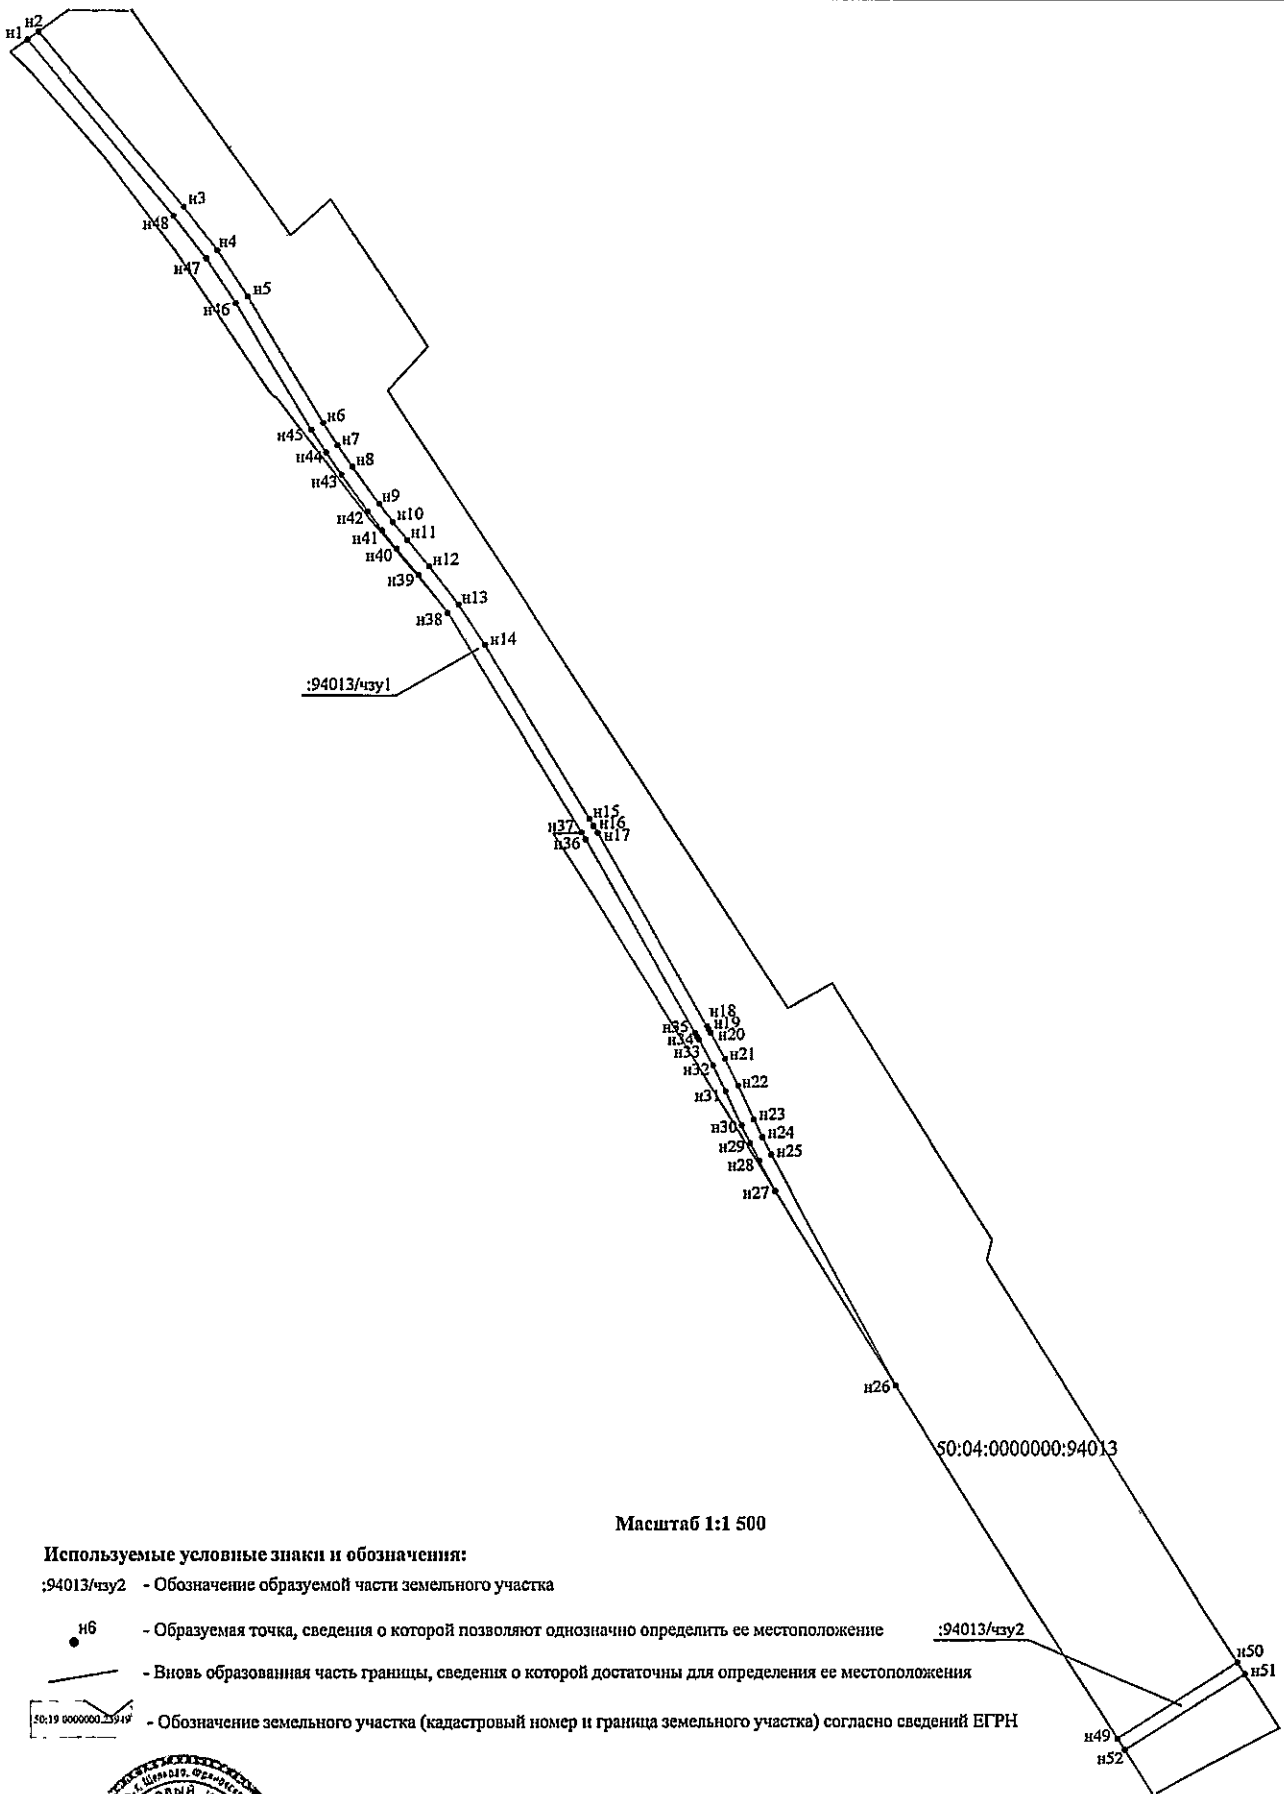 н2
н1
н3
н48
н4
н47
н5
н46
н6
н45
н7
н44
н8
н43
н9
н42
н10
н41
н11
н40
н12
н39
н13
н38
н14
:94013/чзу1
н15
н16
н37
н17
н36
н18
н19
н35
н20
н34
н33
н21
н32
н22
н31
н23
н30
н24
н29
н25
н28
н27
н26
50:04:0000000:94013
Масштаб 1:1 500
Используемые условные знаки и обозначения:
:94013/чзу2 - Обозначение образуемой части земельного участка
н6 - Образуемая точка, сведения о которой позволяют однозначно определить ее местоположение
:94013/чзу2
н50
- Вновь образованная часть границы, сведения о которой достаточны для определения ее местоположения
н51
50:19 0000000:23949 - Обозначение земельного участка (кадастровый номер и граница земельного участка) согласно сведений ЕГРН
н49
н52